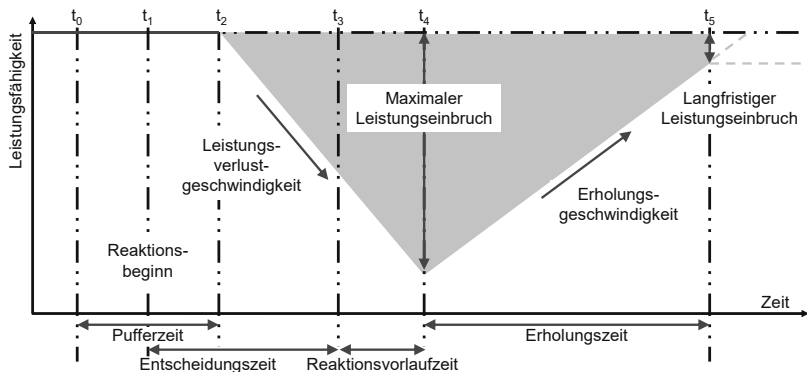 t0 t1 t2 t3 t4 t5
Leistungsfähigkeit
Maximaler
Leistungseinbruch
Langfristiger
Leistungseinbruch
Leistungs-
verlust-
geschwindigkeit
Erholungs-
geschwindigkeit
Reaktions-
beginn
Zeit
Pufferzeit
Erholungszeit
Entscheidungszeit
Reaktionsvorlaufzeit